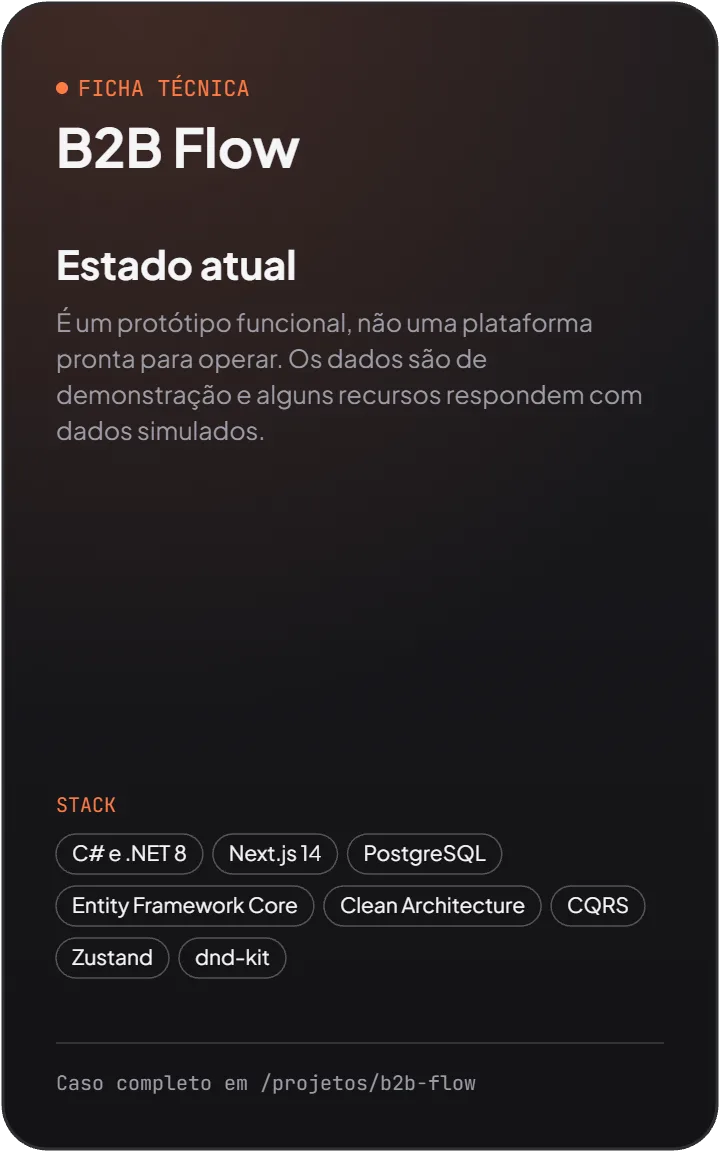 FICHA TÉCNICA
B2B Flow
Estado atual
É um protótipo funcional, não uma plataforma
pronta para operar. Os dados são de
demonstração e alguns recursos respondem com
dados simulados.
STACK
C# e .NET 8 Next.js 14 PostgreSQL
Entity Framework Core Clean Architecture CQRS
Zustand dnd-kit
Caso completo em /projetos/b2b-flow